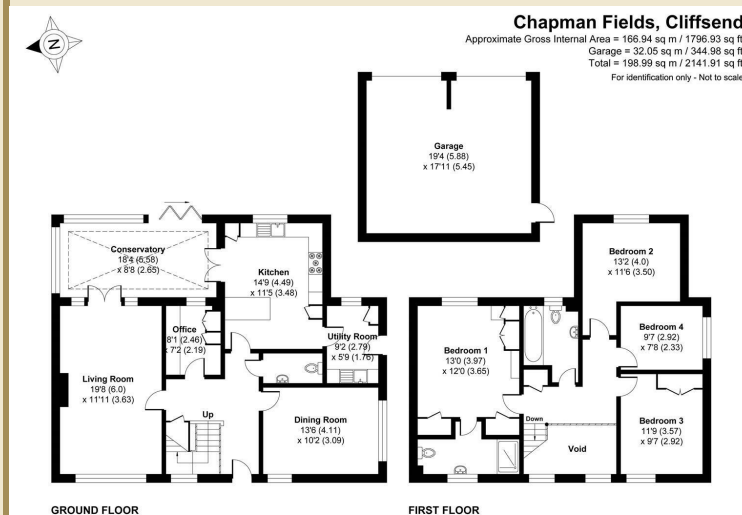 Chapman Fields, Cliffsend
Approximate Gross Internal Area = 166.94 sq m / 1796.93 sq ft
Garage = 32.05 sq m / 344.98 sq ft
Total = 198.99 sq m / 2141.91 sq ft
For identification only - Not to scale
N
Garage
19'4 (5.88)
x 17'11 (5.45)
Conservatory
18'4 (5.58)
x 8'8 (2.65)
Kitchen
14'9 (4.49)
x 11'5 (3.48)
Office
8'1 (2.46)
x 7'2 (2.19)
Utility Room
9'2 (2.79)
x 5'9 (1.76)
Living Room
19'8 (6.0)
x 11'11 (3.63)
Up
Dining Room
13'6 (4.11)
x 10'2 (3.09)
Bedroom 2
13'2 (4.0)
x 11'6 (3.50)
Bedroom 4
9'7 (2.92)
x 7'8 (2.33)
Bedroom 1
13'0 (3.97)
x 12'0 (3.65)
Bedroom 3
11'9 (3.57)
x 9'7 (2.92)
Down
Void
GROUND FLOOR
FIRST FLOOR